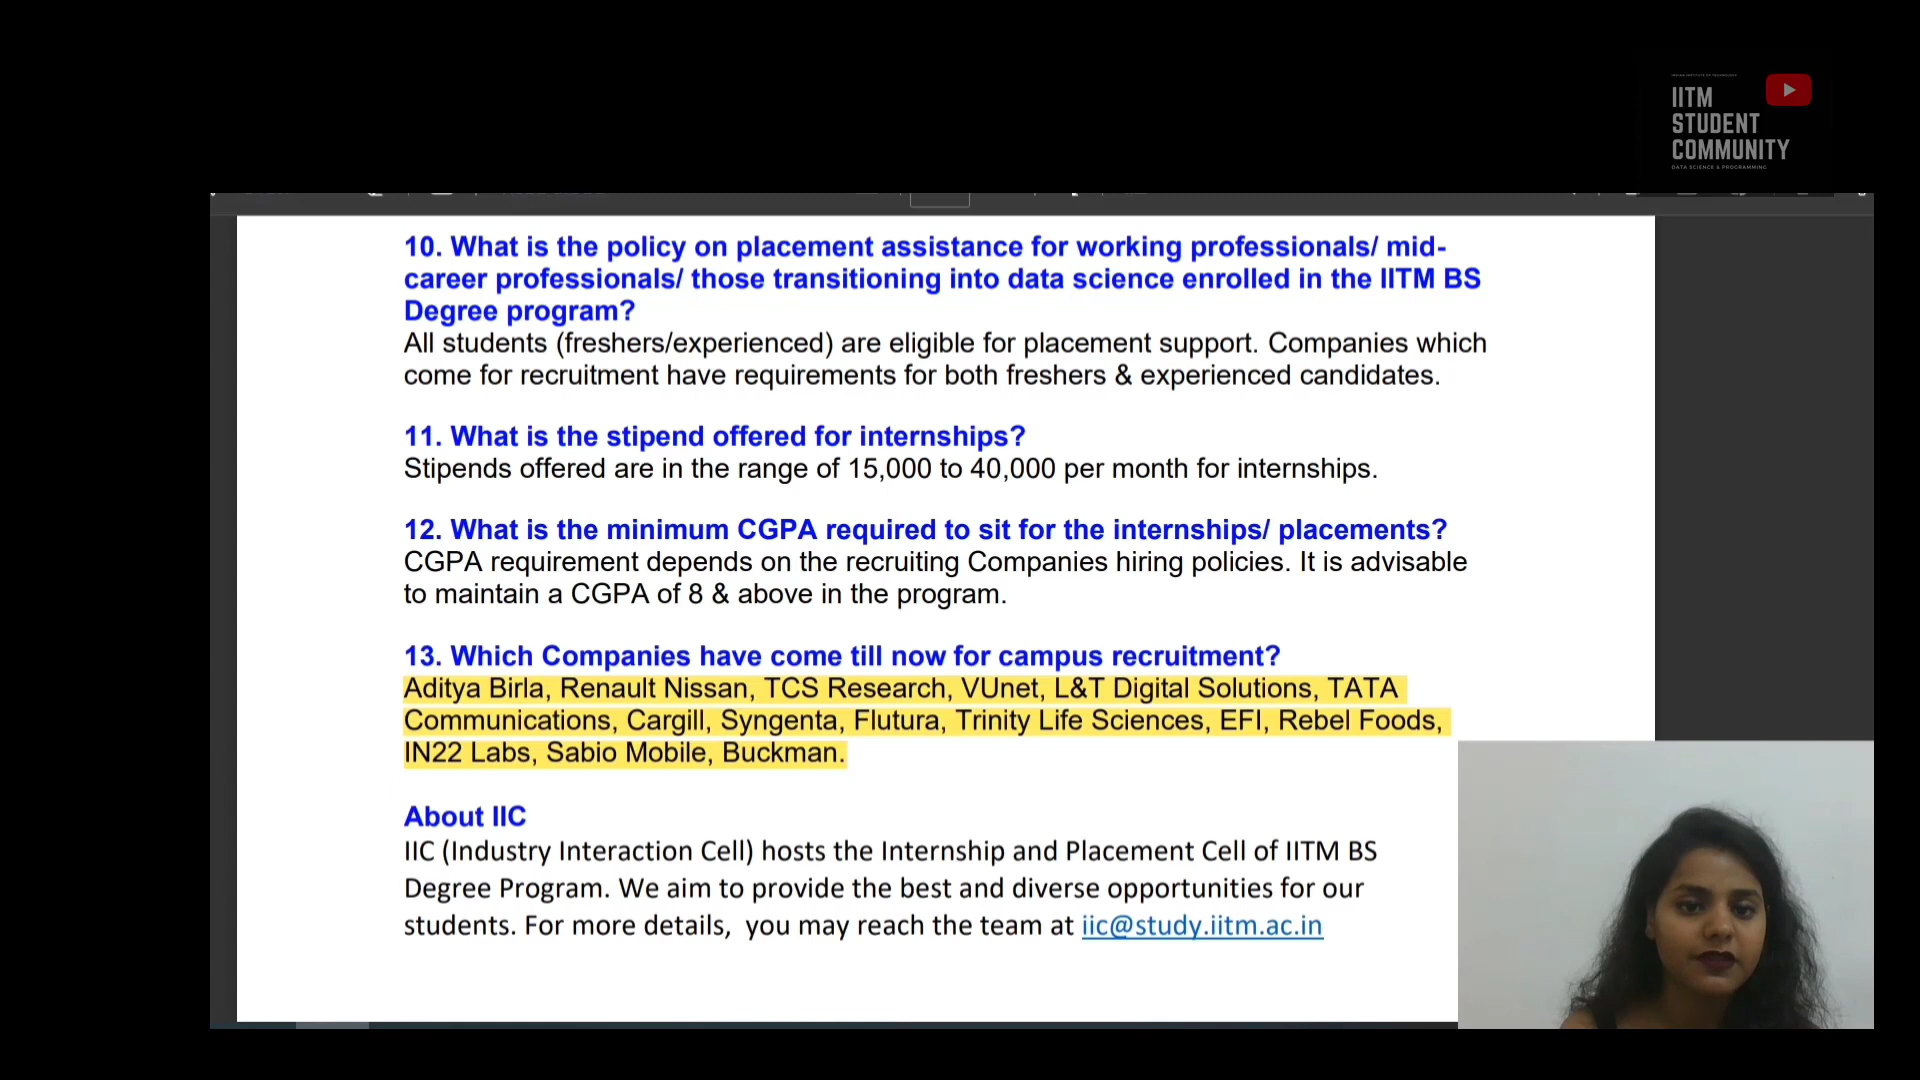 INDIAN INSTITUTE OF TECHNOLOGY
IITM
STUDENT
COMMUNITY
DATA SCIENCE & PROGRAMMING
10. What is the policy on placement assistance for working professionals/ mid-
career professionals/ those transitioning into data science enrolled in the IITM BS
Degree program?
All students (freshers/experienced) are eligible for placement support. Companies which
come for recruitment have requirements for both freshers & experienced candidates.
11. What is the stipend offered for internships?
Stipends offered are in the range of 15,000 to 40,000 per month for internships.
12. What is the minimum CGPA required to sit for the internships/ placements?
CGPA requirement depends on the recruiting Companies hiring policies. It is advisable
to maintain a CGPA of 8 & above in the program.
13. Which Companies have come till now for campus recruitment?
Aditya Birla, Renault Nissan, TCS Research, VUnet, L&T Digital Solutions, TATA
Communications, Cargill, Syngenta, Flutura, Trinity Life Sciences, EFI, Rebel Foods,
IN22 Labs, Sabio Mobile, Buckman.
About IIC
IIC (Industry Interaction Cell) hosts the Internship and Placement Cell of IITM BS
Degree Program. We aim to provide the best and diverse opportunities for our
students. For more details,  you may reach the team at iic@study.iitm.ac.in